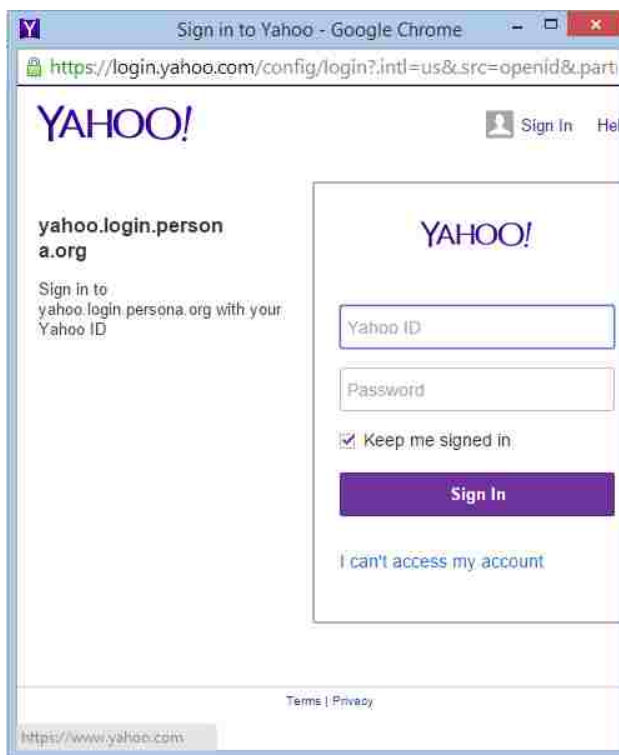 Sign in to Yahoo - Google Chrome
https://login.yahoo.com/config/login?.intl=us&.src=openid&.part
YAHOO!
Sign In Hel
yahoo.login.person
a.org
Sign in to
yahoo.login.persona.org with your
Yahoo ID
YAHOO!
Yahoo ID
Password
Keep me signed in
Sign In
I can't access my account
Terms | Privacy
https://www.yahoo.com